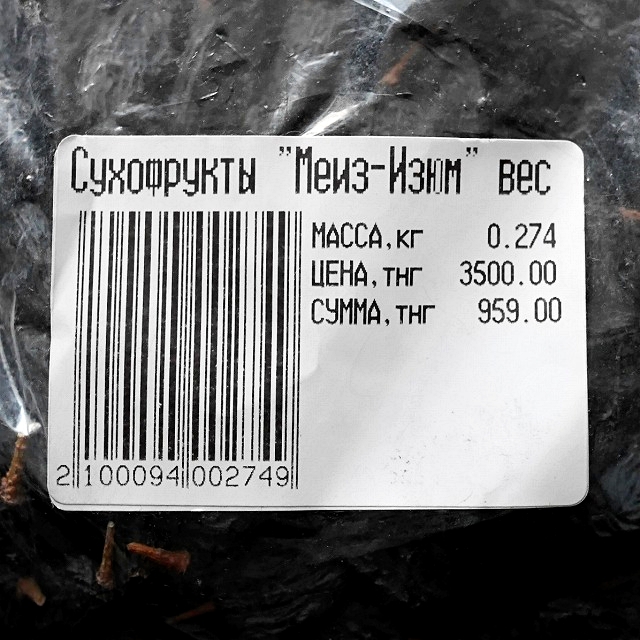 Сухофрукты "Меиз-Изюм" вес
МАССА,кг 0.274
ЦЕНА,тнг 3500.00
СУММА,тнг 959.00
2 100094 002749